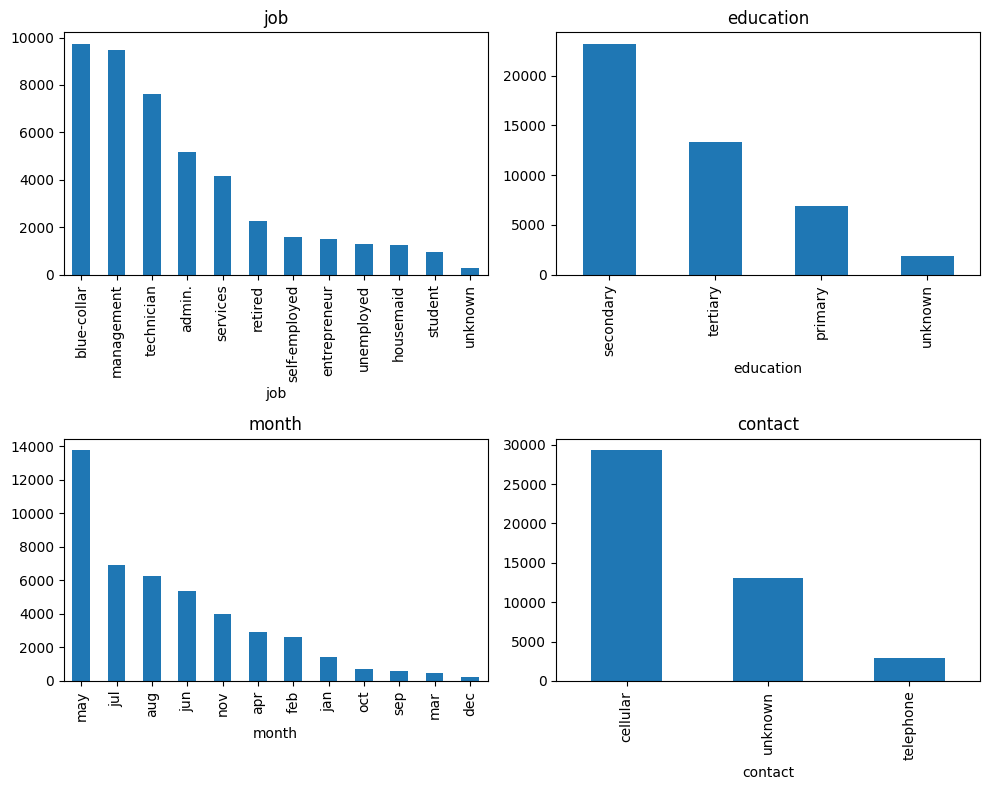 job
10000
8000
6000
4000
2000
0
blue-collar
management
technician
admin.
services
retired
self-employed
entrepreneur
unemployed
housemaid
student
unknown
job
education
20000
15000
10000
5000
0
secondary
tertiary
primary
unknown
education
month
14000
12000
10000
8000
6000
4000
2000
0
may
jul
aug
jun
nov
apr
feb
jan
oct
sep
mar
dec
month
contact
30000
25000
20000
15000
10000
5000
0
cellular
unknown
telephone
contact